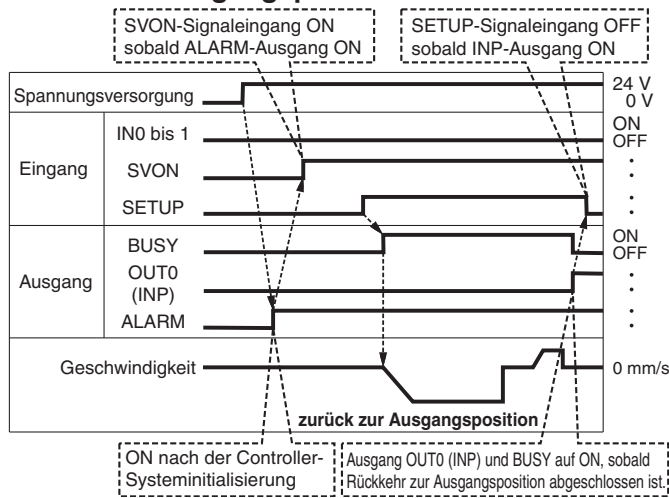 SVON-Signaleingang ON
sobald ALARM-Ausgang ON
SETUP-Signaleingang OFF
sobald INP-Ausgang ON
Spannungsversorgung
24 V
0 V
Eingang
IN0 bis 1
ON
OFF
SVON
SETUP
Ausgang
BUSY
ON
OFF
OUT0
(INP)
ALARM
Geschwindigkeit
0 mm/s
zurück zur Ausgangsposition
ON nach der Controller-
Systeminitialisierung
Ausgang OUT0 (INP) und BUSY auf ON, sobald
Rückkehr zur Ausgangsposition abgeschlossen ist.